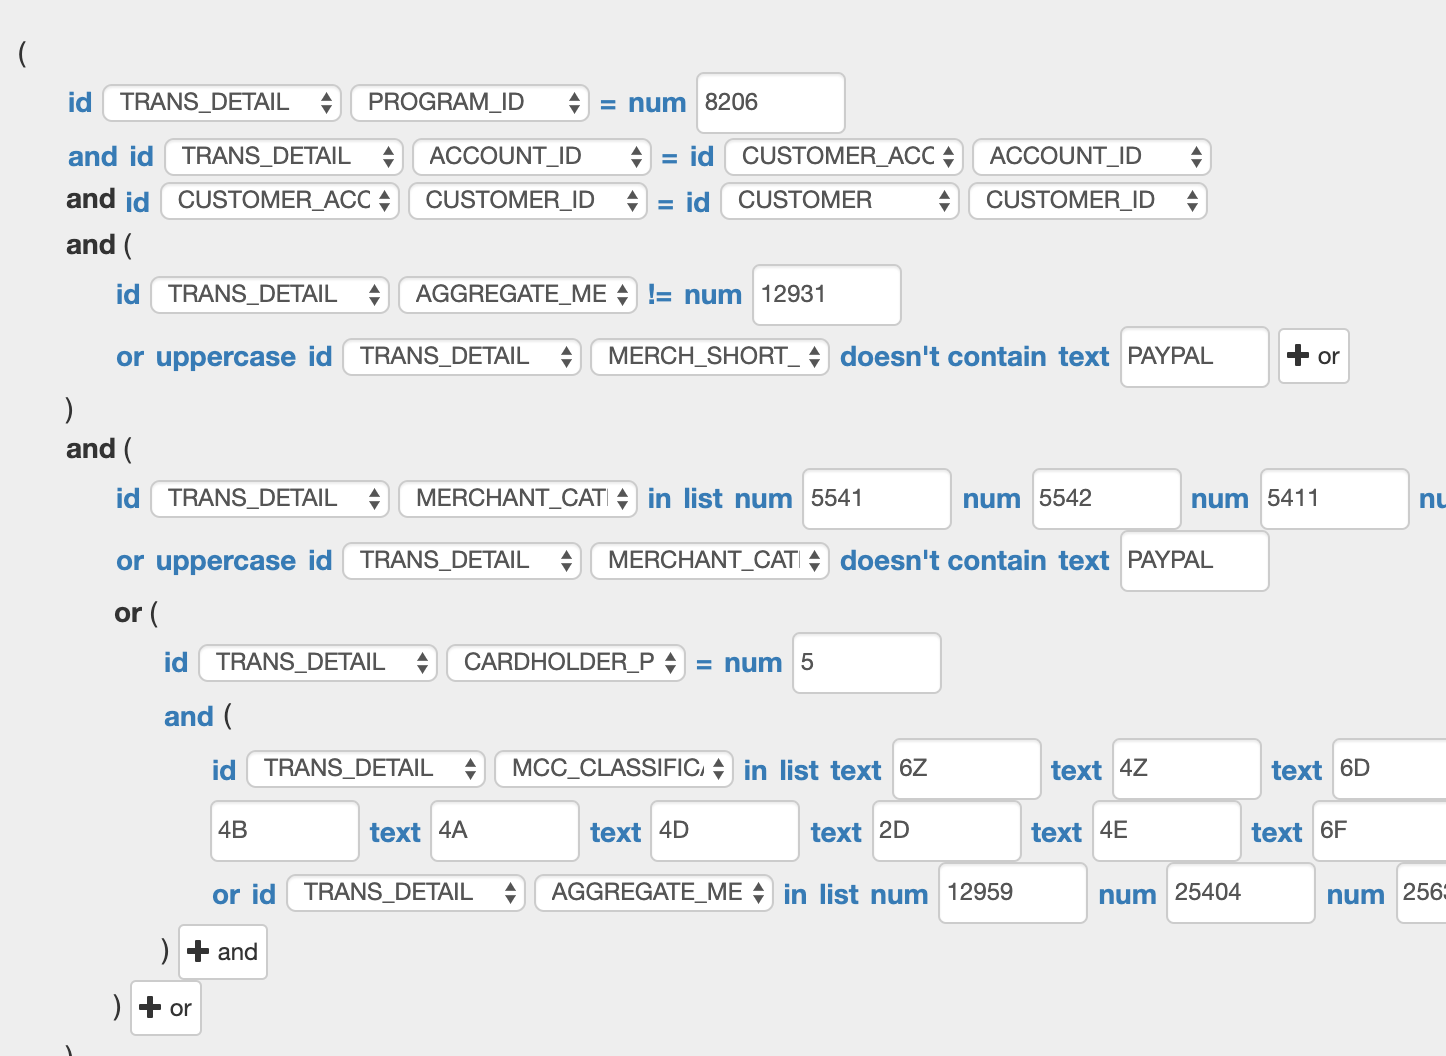 (
id TRANS_DETAIL PROGRAM_ID = num 8206
and id TRANS_DETAIL ACCOUNT_ID = id CUSTOMER_ACC ACCOUNT_ID
and id CUSTOMER_ACC CUSTOMER_ID = id CUSTOMER CUSTOMER_ID
and (
id TRANS_DETAIL AGGREGATE_ME != num 12931
or uppercase id TRANS_DETAIL MERCH_SHORT_ doesn't contain text PAYPAL + or
)
and (
id TRANS_DETAIL MERCHANT_CAT in list num 5541 num 5542 num 5411
or uppercase id TRANS_DETAIL MERCHANT_CAT doesn't contain text PAYPAL
or (
id TRANS_DETAIL CARDHOLDER_P = num 5
and (
id TRANS_DETAIL MCC_CLASSIFIC in list text 6Z text 4Z text 6D
4B text 4A text 4D text 2D text 4E text 6F
or id TRANS_DETAIL AGGREGATE_ME in list num 12959 num 25404 num 256
) + and
) + or
)